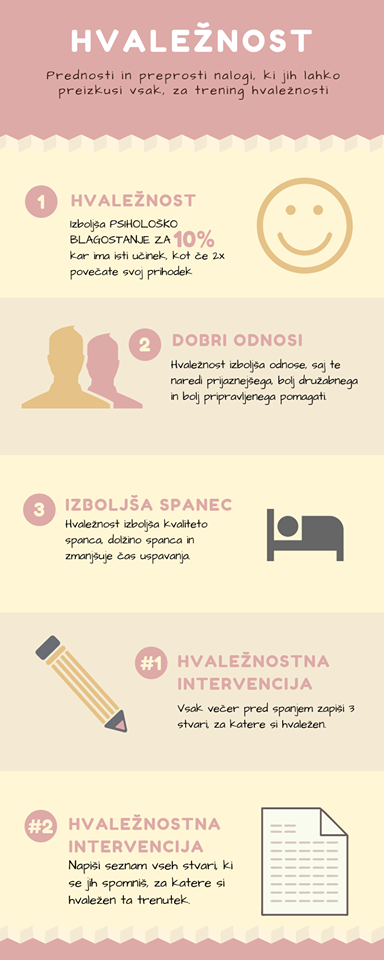 HVALEŽNOST
Prednosti in preprosti nalogi, ki jih lahko
preizkusi vsak, za trening hvaležnosti
1
HVALEŽNOST
Izboljša PSIHOLOŠKO
BLAGOSTANJE ZA 10%
kar ima isti učinek, kot če 2x
povečate svoj prihodek
2
DOBRI ODNOSI
Hvaležnost izboljša odnose, saj te
naredi prijaznejšega, bolj družabnega
in bolj pripravljenega pomagati.
3
IZBOLJŠA SPANEC
Hvaležnost izboljša kvaliteto
spanca, dolžino spanca in
zmanjšuje čas uspavanja.
#1
HVALEŽNOSTNA
INTERVENCIJA
Vsak večer pred spanjem zapiši 3
stvari, za katere si hvaležen.
#2
HVALEŽNOSTNA
INTERVENCIJA
Napiši seznam vseh stvari, ki
se jih spomniš, za katere si
hvaležen ta trenutek.